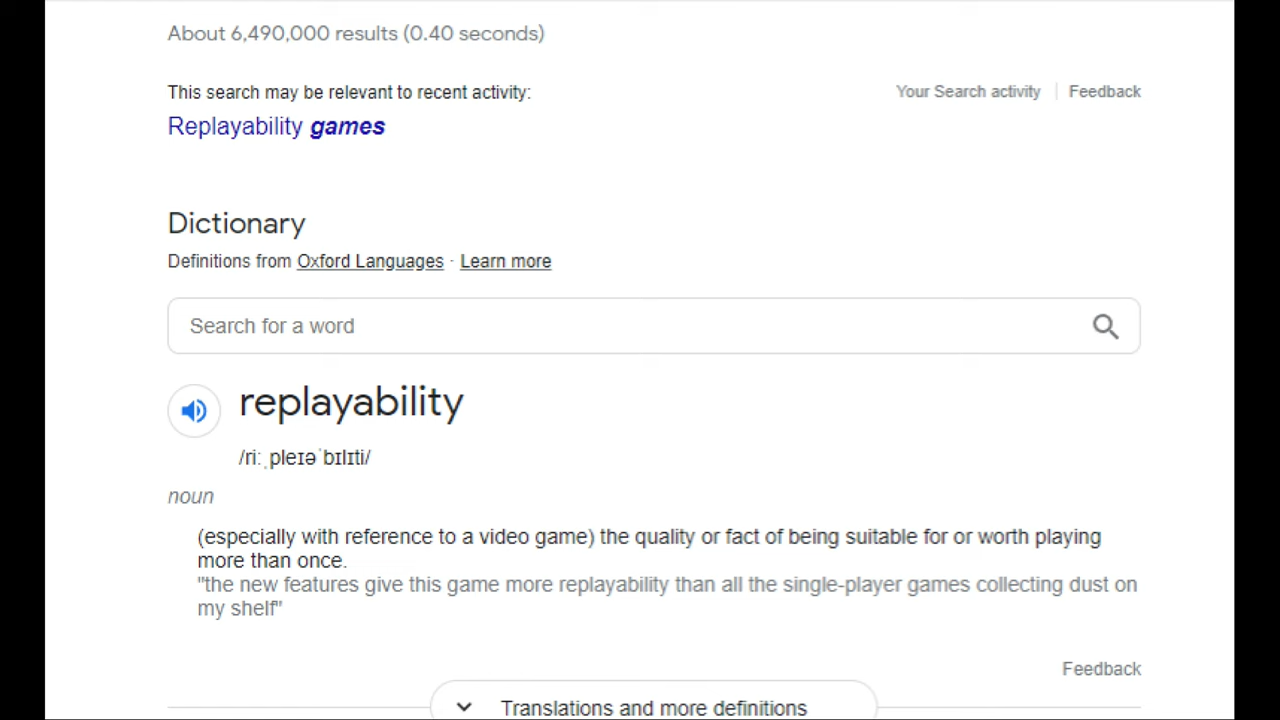 About 6,490,000 results (0.40 seconds)
This search may be relevant to recent activity:
Your Search activity
Feedback
Replayability games
Dictionary
Definitions from Oxford Languages · Learn more
Search for a word
replayability
/riːˌpleɪəˈbɪlɪti/
noun
(especially with reference to a video game) the quality or fact of being suitable for or worth playing
more than once.
"the new features give this game more replayability than all the single-player games collecting dust on
my shelf"
Feedback
Translations and more definitions